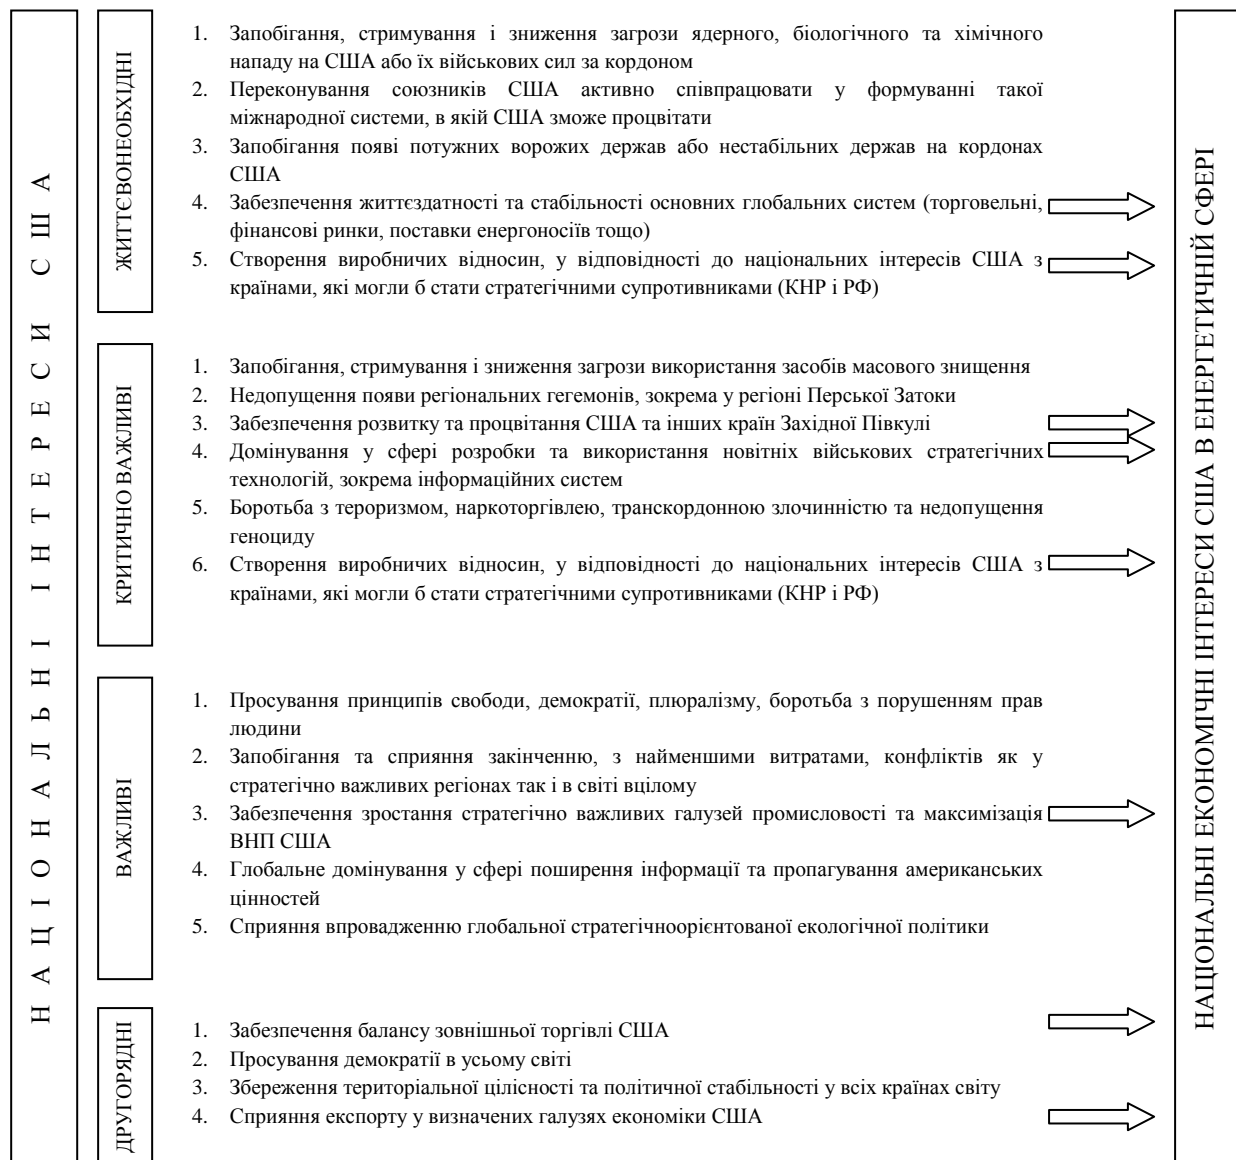 НАЦІОНАЛЬНІ ІНТЕРЕСИ США
ЖИТТЄВОНЕОБХІДНІ
1. Запобігання, стримування і зниження загрози ядерного, біологічного та хімічного
нападу на США або їх військових сил за кордоном
2. Переконування союзників США активно співпрацювати у формуванні такої
міжнародної системи, в якій США зможе процвітати
3. Запобігання появі потужних ворожих держав або нестабільних держав на кордонах
США
4. Забезпечення життєздатності та стабільності основних глобальних систем (торговельні,
фінансові ринки, поставки енергоносіїв тощо)
5. Створення виробничих відносин, у відповідності до національних інтересів США з
країнами, які могли б стати стратегічними супротивниками (КНР і РФ)
КРИТИЧНО ВАЖЛИВІ
1. Запобігання, стримування і зниження загрози використання засобів масового знищення
2. Недопущення появи регіональних гегемонів, зокрема у регіоні Перської Затоки
3. Забезпечення розвитку та процвітання США та інших країн Західної Півкулі
4. Домінування у сфері розробки та використання новітніх військових стратегічних
технологій, зокрема інформаційних систем
5. Боротьба з тероризмом, наркоторгівлею, транскордонною злочинністю та недопущення
геноциду
6. Створення виробничих відносин, у відповідності до національних інтересів США з
країнами, які могли б стати стратегічними супротивниками (КНР і РФ)
ВАЖЛИВІ
1. Просування принципів свободи, демократії, плюралізму, боротьба з порушенням прав
людини
2. Запобігання та сприяння закінченню, з найменшими витратами, конфліктів як у
стратегічно важливих регіонах так і в світі вцілому
3. Забезпечення зростання стратегічно важливих галузей промисловості та максимізація
ВНП США
4. Глобальне домінування у сфері поширення інформації та пропагування американських
цінностей
5. Сприяння впровадженню глобальної стратегічноорієнтованої екологічної політики
ДРУГОРЯДНІ
1. Забезпечення балансу зовнішньої торгівлі США
2. Просування демократії в усьому світі
3. Збереження територіальної цілісності та політичної стабільності у всіх країнах світу
4. Сприяння експорту у визначених галузях економіки США
НАЦІОНАЛЬНІ ЕКОНОМІЧНІ ІНТЕРЕСИ США В ЕНЕРГЕТИЧНІЙ СФЕРІ